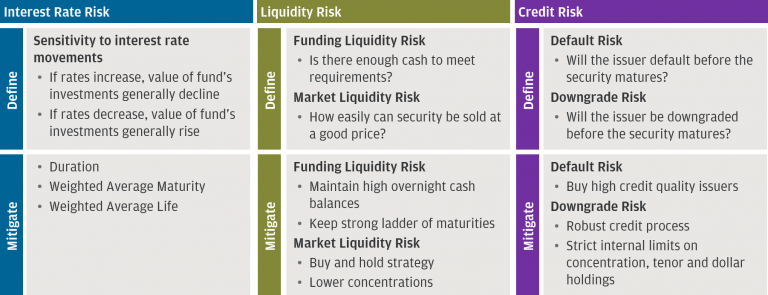 Interest Rate Risk
Define
Sensitivity to interest rate
movements
• If rates increase, value of fund's
investments generally decline
• If rates decrease, value of fund's
investments generally rise
Mitigate
• Duration
• Weighted Average Maturity
• Weighted Average Life
Liquidity Risk
Define
Funding Liquidity Risk
• Is there enough cash to meet
requirements?
Market Liquidity Risk
• How easily can security be sold at
a good price?
Mitigate
Funding Liquidity Risk
• Maintain high overnight cash
balances
• Keep strong ladder of maturities
Market Liquidity Risk
• Buy and hold strategy
• Lower concentrations
Credit Risk
Define
Default Risk
• Will the issuer default before the
security matures?
Downgrade Risk
• Will the issuer be downgraded
before the security matures?
Mitigate
Default Risk
• Buy high credit quality issuers
Downgrade Risk
• Robust credit process
• Strict internal limits on
concentration, tenor and dollar
holdings